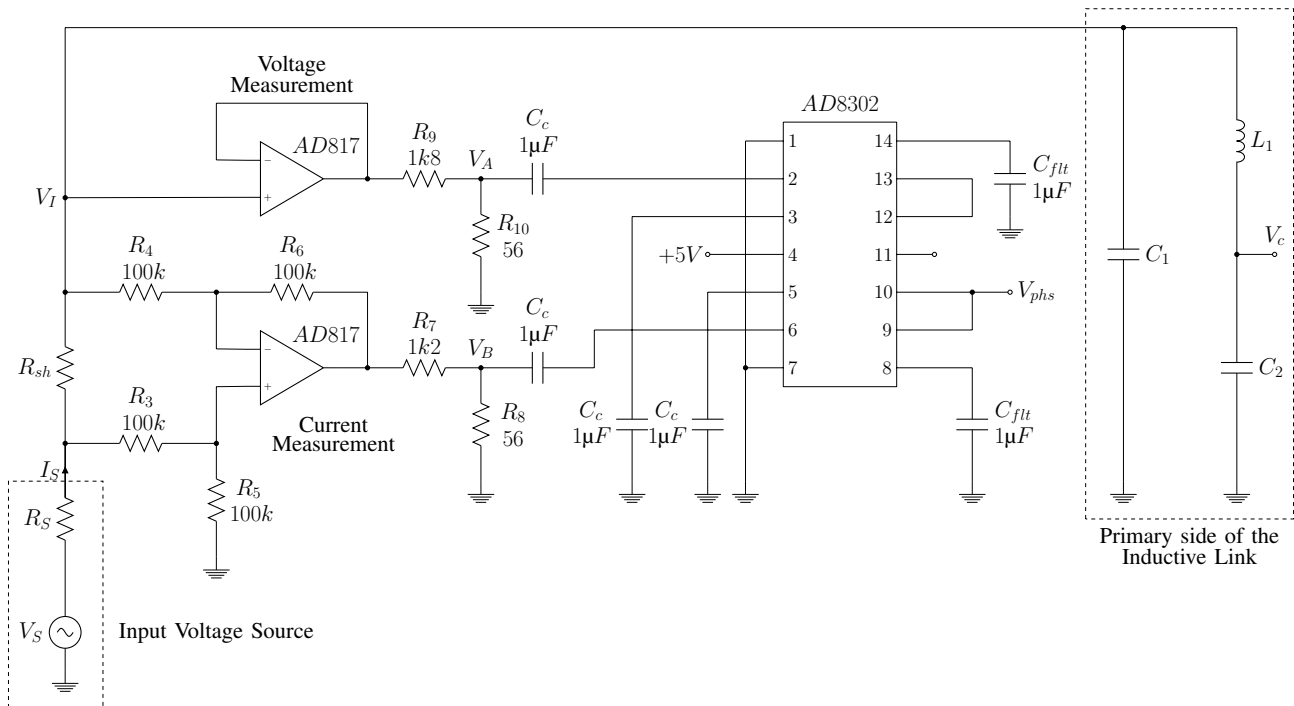 Voltage
Measurement
AD817
R9
1k8
VA
Cc
1µF
R10
56
VI
R4
100k
R6
100k
AD817
R7
1k2
VB
Cc
1µF
R8
56
Rsh
R3
100k
Current
Measurement
IS
R5
100k
RS
VS
Input Voltage Source
AD8302
1
2
3
4
5
6
7
14
13
12
11
10
9
8
+5V
Cc
1µF
Cc
1µF
Cflt
1µF
Vphs
Cflt
1µF
C1
L1
Vc
C2
Primary side of the
Inductive Link
−
+
−
+